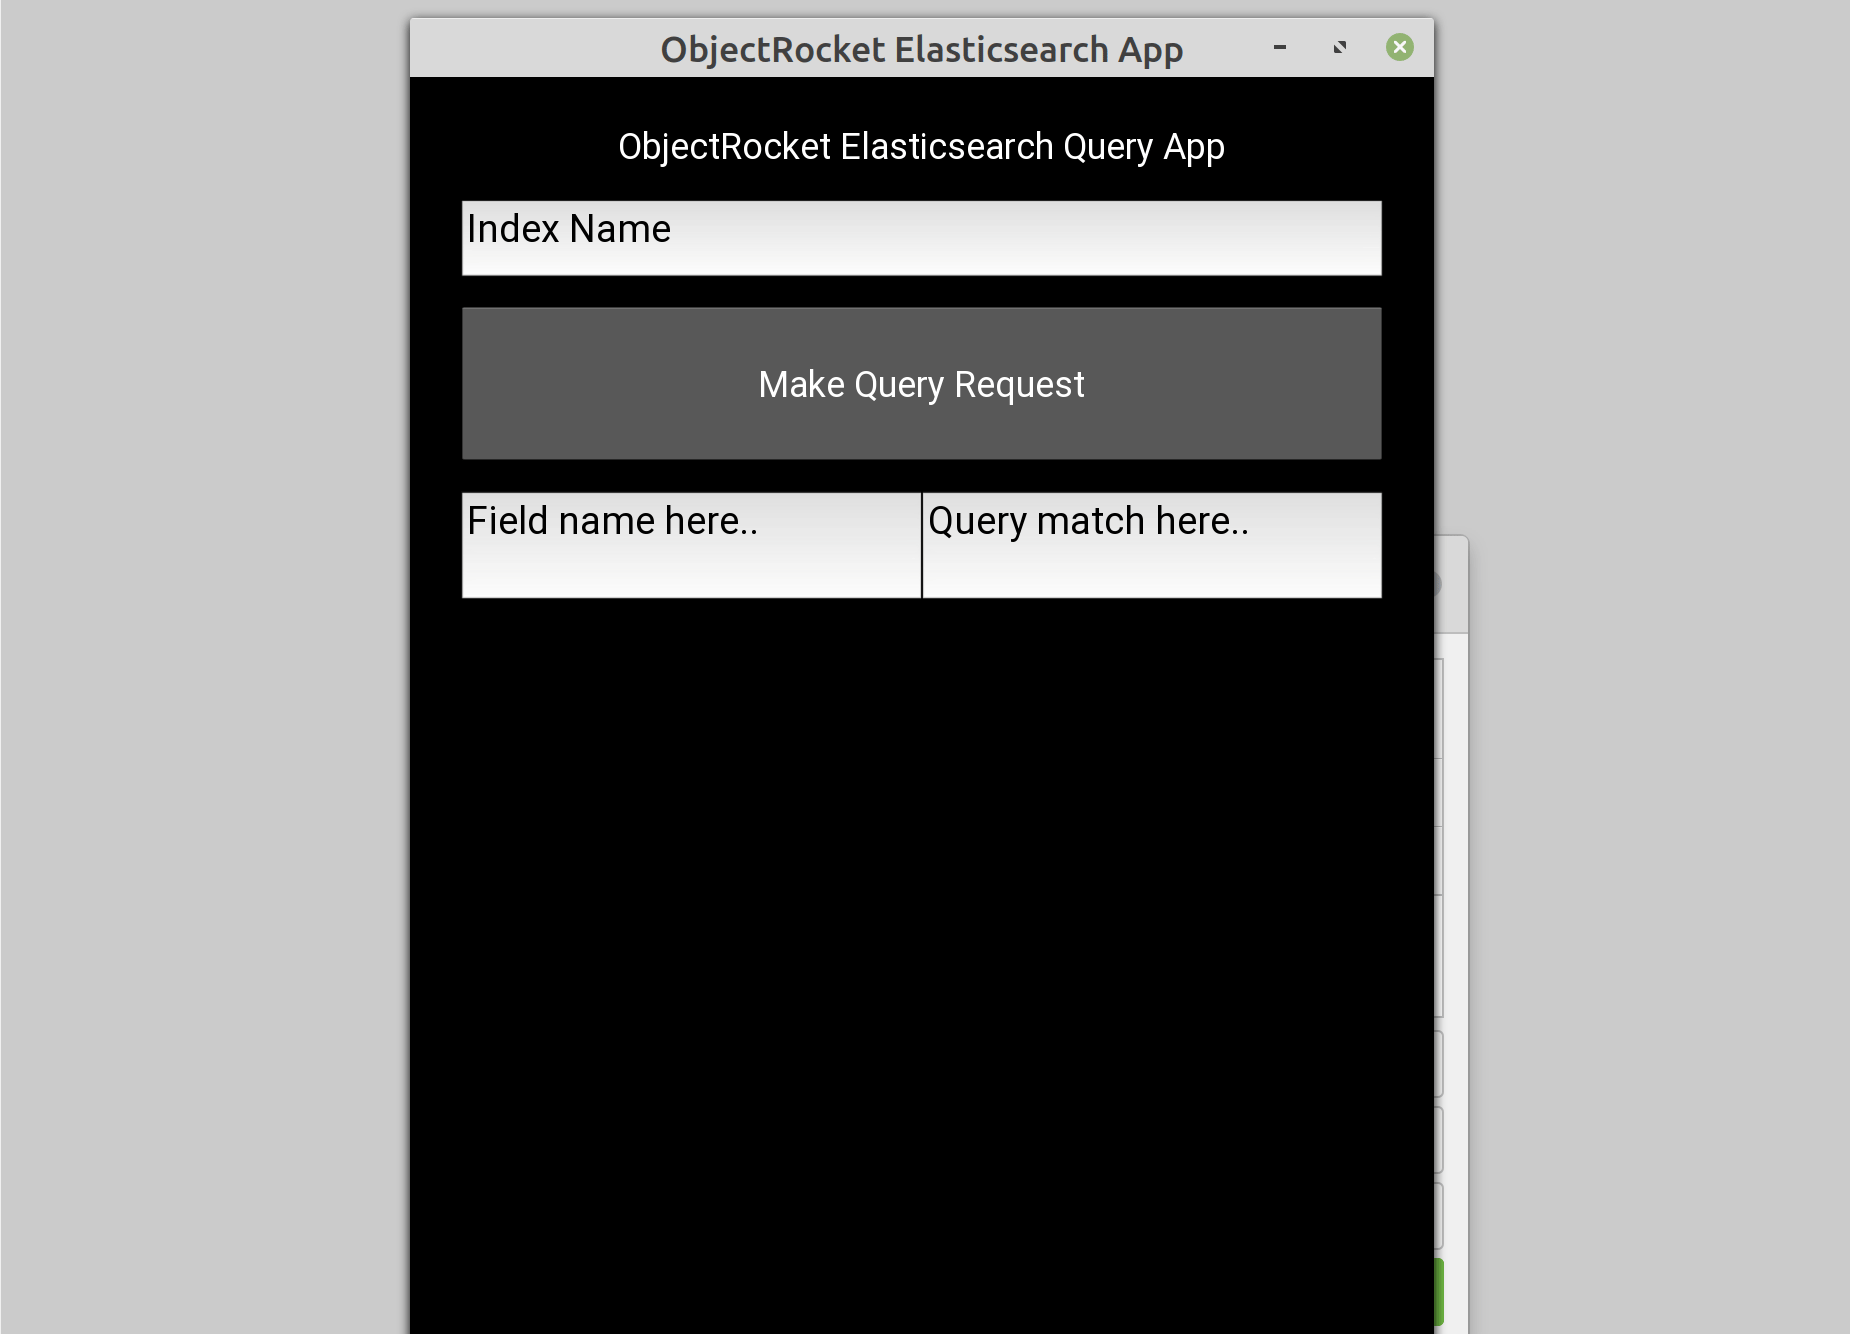 ObjectRocket Elasticsearch App
ObjectRocket Elasticsearch Query App
Index Name
Make Query Request
Field name here..
Query match here..